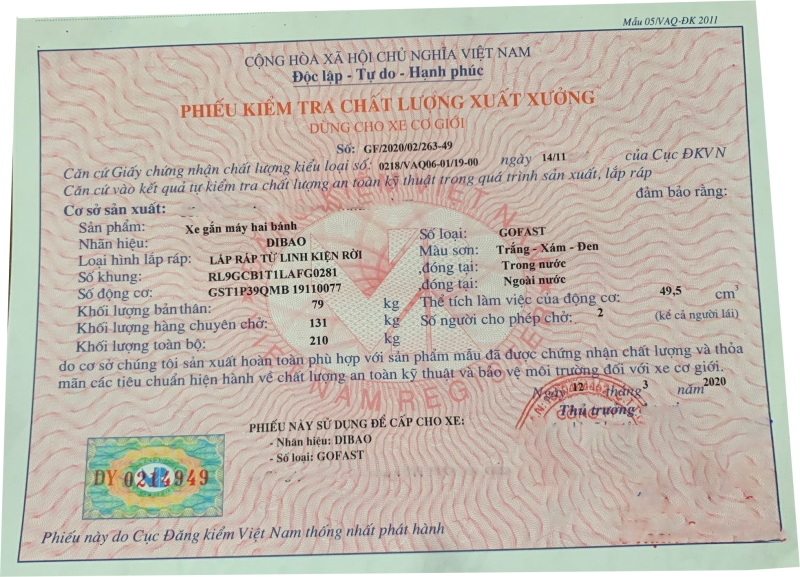 Mẫu 05/VAQ-ĐK 2011
CỘNG HÒA XÃ HỘI CHỦ NGHĨA VIỆT NAM
Độc lập - Tự do - Hạnh phúc
PHIẾU KIỂM TRA CHẤT LƯỢNG XUẤT XƯỞNG
DÙNG CHO XE CƠ GIỚI
Số: GF/2020/02/263-49
Căn cứ Giấy chứng nhận chất lượng kiểu loại số: 0218/VAQ06-01/19-00 ngày 14/11 của Cục ĐKVN
Căn cứ vào kết quả tự kiểm tra chất lượng an toàn kỹ thuật trong quá trình sản xuất, lắp ráp
đảm bảo rằng:
Cơ sở sản xuất:
Sản phẩm: Xe gắn máy hai bánh Số loại: GOFAST
Nhãn hiệu: DIBAO Màu sơn: Trắng - Xám - Đen
Loại hình lắp ráp: LẮP RÁP TỪ LINH KIỆN RỜI
Số khung: RL9GCB1T1LAFG0281 đóng tại: Trong nước
Số động cơ: GST1P39QMB 19110077 đóng tại: Ngoài nước
Khối lượng bản thân: 79 kg Thể tích làm việc của động cơ: 49,5 cm³
Khối lượng hàng chuyên chở: 131 kg Số người cho phép chở: 2 (kể cả người lái)
Khối lượng toàn bộ: 210 kg
do cơ sở chúng tôi sản xuất hoàn toàn phù hợp với sản phẩm mẫu đã được chứng nhận chất lượng và thỏa
mãn các tiêu chuẩn hiện hành về chất lượng an toàn kỹ thuật và bảo vệ môi trường đối với xe cơ giới.
Ngày 12 tháng 3 năm 2020
Thủ trưởng
PHIẾU NÀY SỬ DỤNG ĐỂ CẤP CHO XE:
- Nhãn hiệu: DIBAO
- Số loại: GOFAST
DY 0214949
Phiếu này do Cục Đăng kiểm Việt Nam thống nhất phát hành